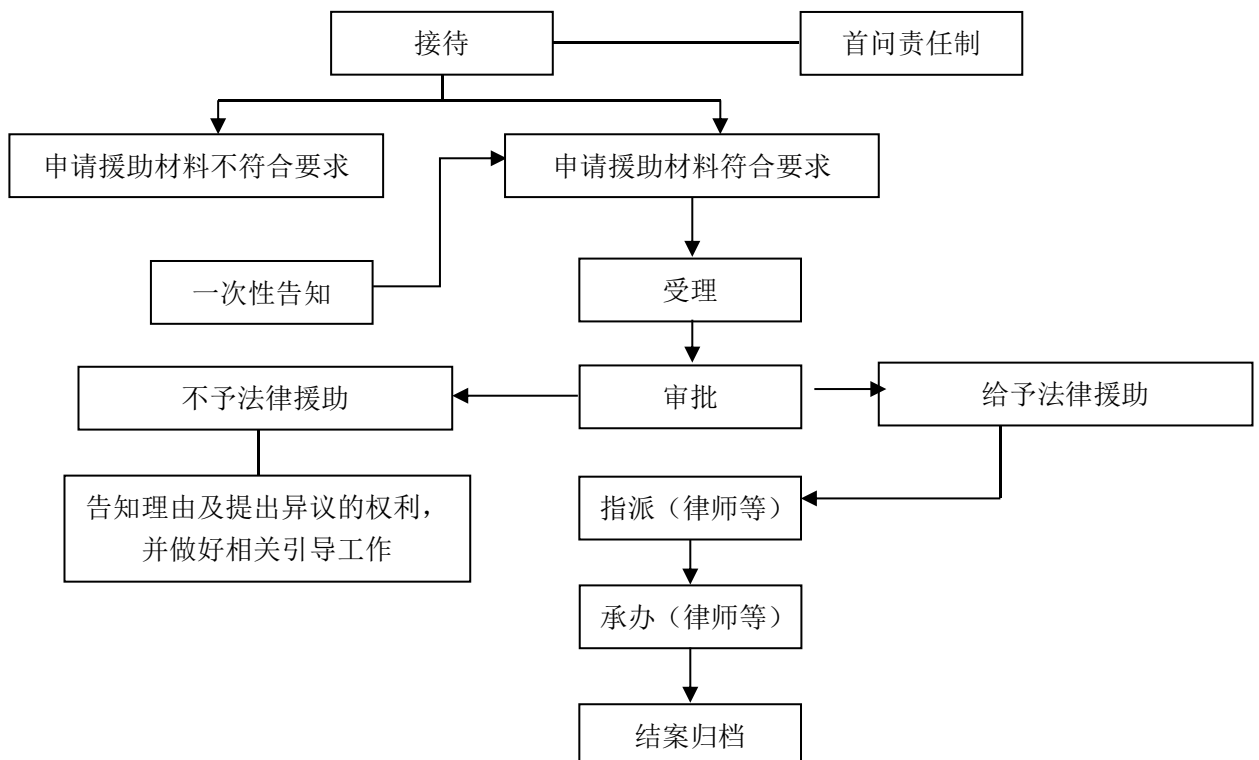 接待
首问责任制
申请援助材料不符合要求
申请援助材料符合要求
一次性告知
受理
不予法律援助
审批
给予法律援助
告知理由及提出异议的权利，
并做好相关引导工作
指派（律师等）
承办（律师等）
结案归档